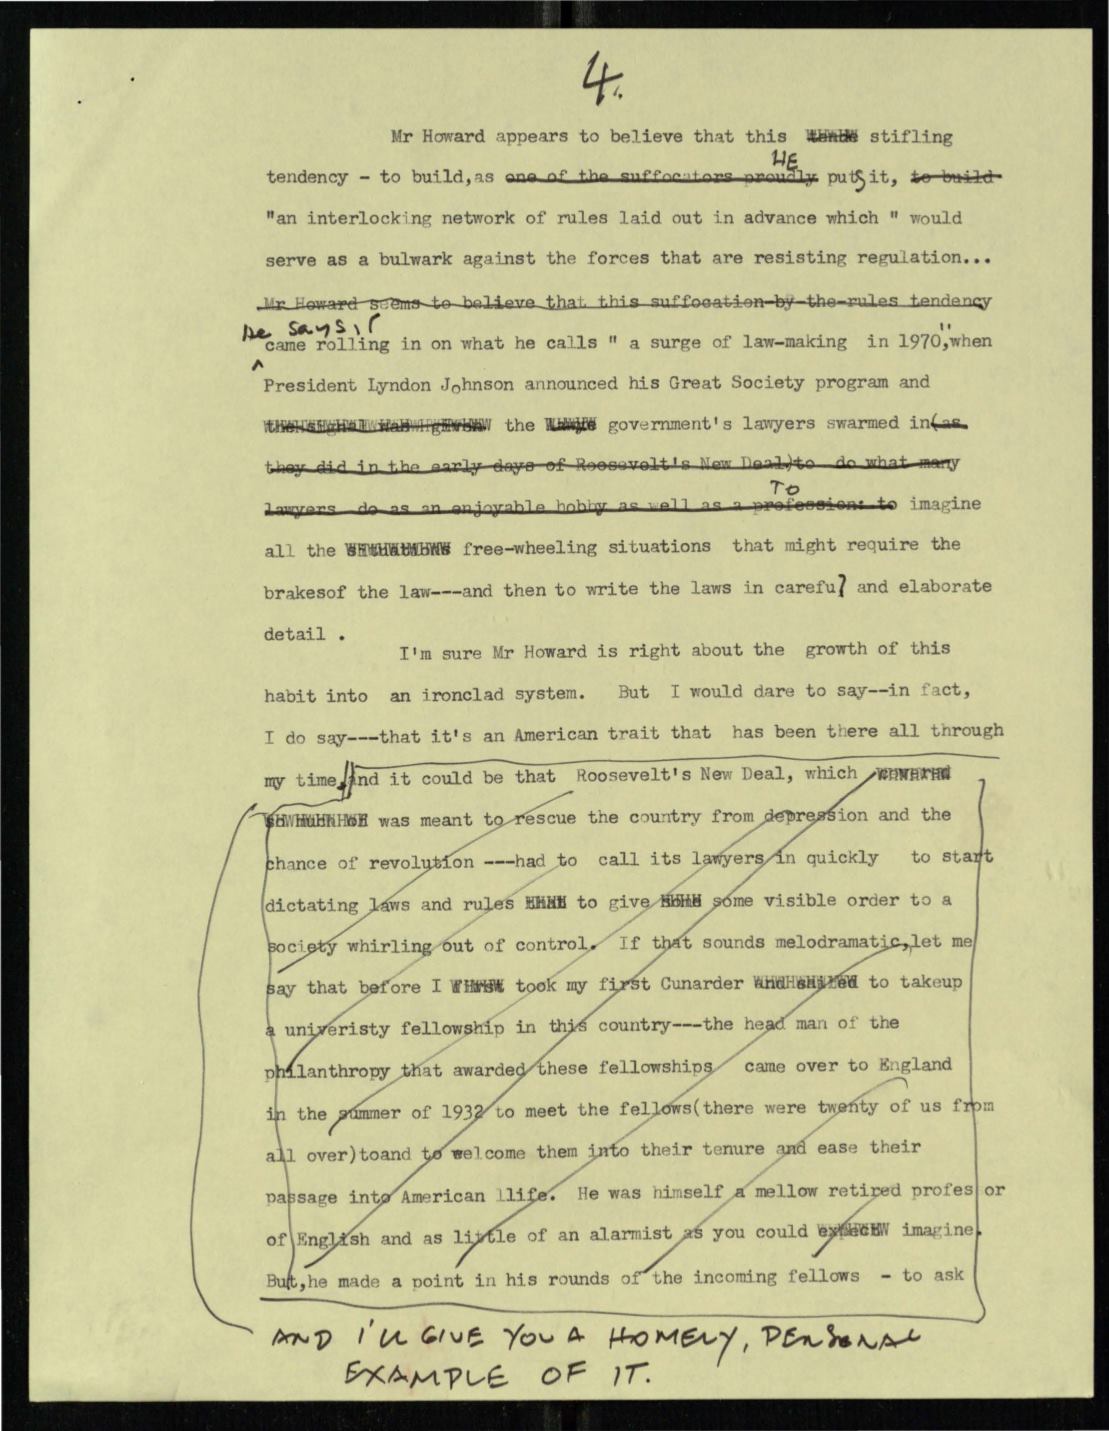 4.
Mr Howard appears to believe that this stifling
tendency - to build,as one of the suffocators proudly HE puts it, to build
"an interlocking network of rules laid out in advance which " would
serve as a bulwark against the forces that are resisting regulation...
Mr Howard seems to believe that this suffocation-by-the-rules tendency
He says it
came rolling in on what he calls " a surge of law-making in 1970", when
President Lyndon Johnson announced his Great Society program and
the signal was given the government's lawyers swarmed in(as
they did in the early days of Roosevelt's New Deal)to do what many
lawyers do as an enjoyable hobby as well as a profession: to TO imagine
all the situations free-wheeling situations that might require the
brakesof the law---and then to write the laws in careful and elaborate
detail .
I'm sure Mr Howard is right about the growth of this
habit into an ironclad system. But I would dare to say--in fact,
I do say---that it's an American trait that has been there all through
my time, and it could be that Roosevelt's New Deal, which
so much of was meant to rescue the country from depression and the
chance of revolution ---had to call its lawyers in quickly to start
dictating laws and rules that to give some some visible order to a
society whirling out of control. If that sounds melodramatic,let me
say that before I first took my first Cunarder and sailed to takeup
a univeristy fellowship in this country---the head man of the
philanthropy that awarded these fellowships came over to England
in the summer of 1932 to meet the fellows(there were twenty of us from
all over)toand to welcome them into their tenure and ease their
passage into American llife. He was himself a mellow retired profes or
of English and as little of an alarmist as you could expect imagine.
But,he made a point in his rounds of the incoming fellows - to ask
AND I'LL GIVE YOU A HOMELY, PERSONAL
EXAMPLE OF IT.